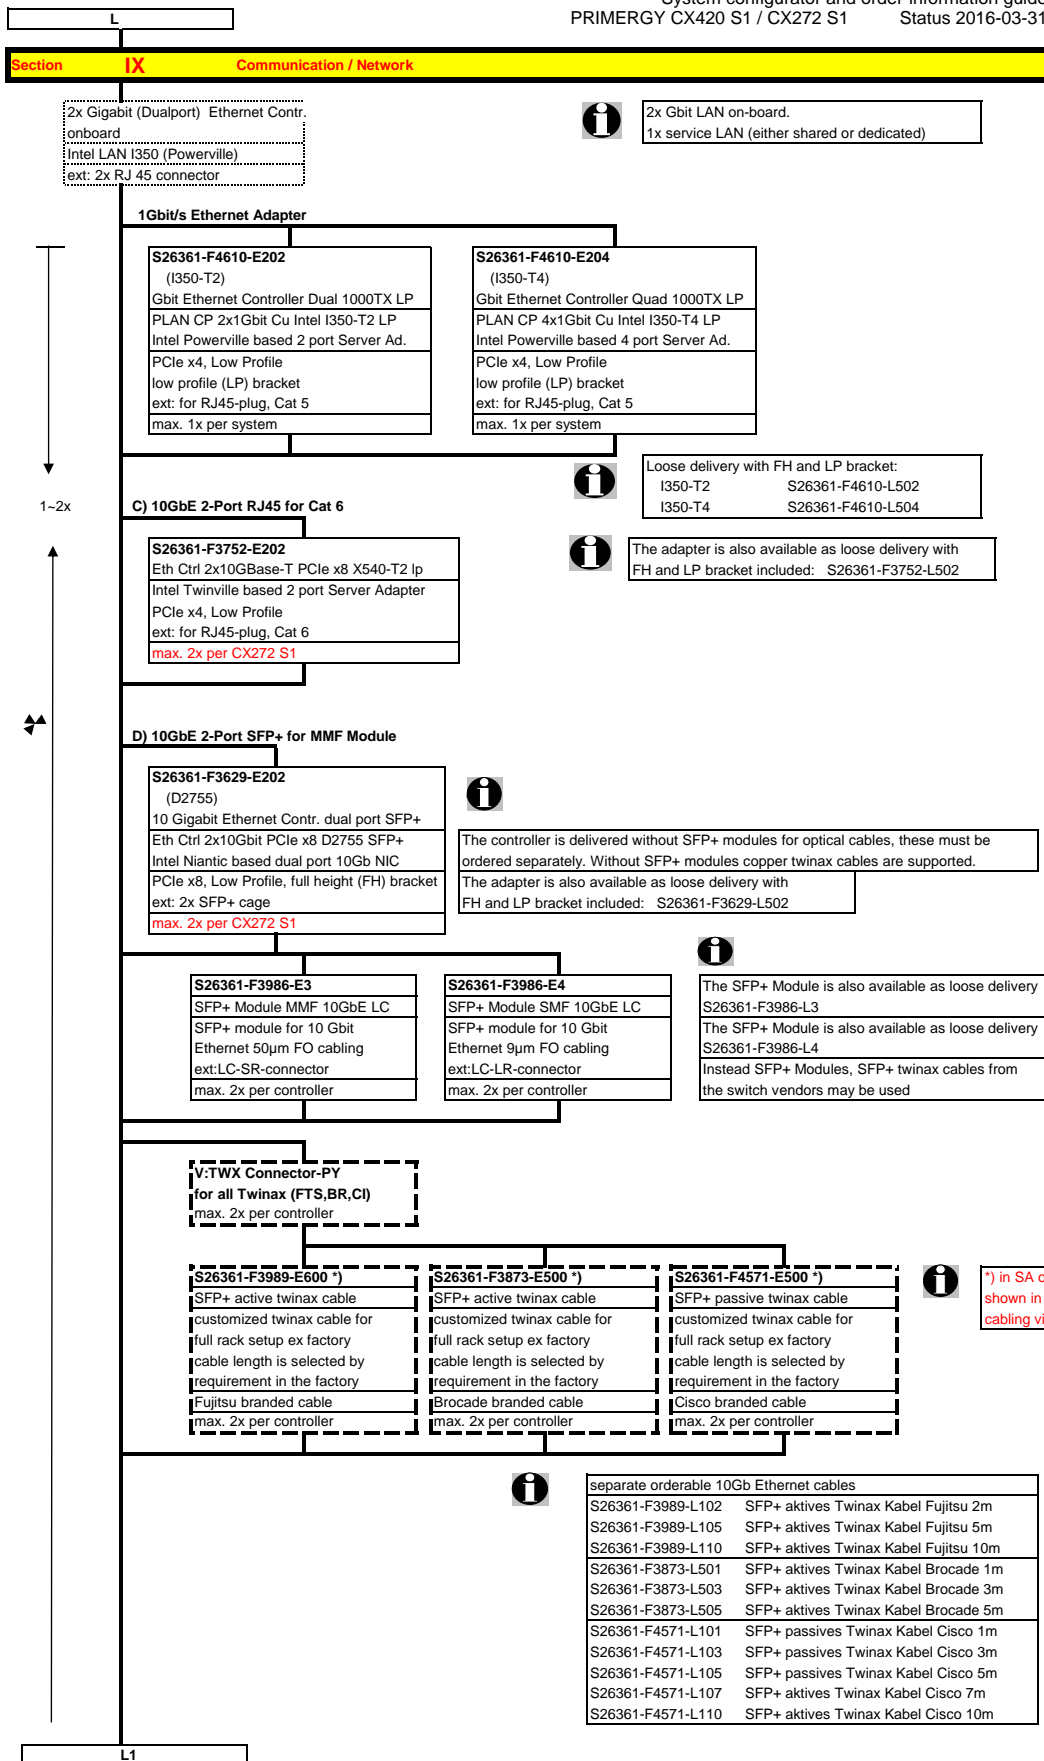 System configurator and order-information guide
PRIMERGY CX420 S1 / CX272 S1 Status 2016-03-31
L
Section IX Communication / Network
2x Gigabit (Dualport) Ethernet Contr.
onboard
Intel LAN I350 (Powerville)
ext: 2x RJ 45 connector
2x Gbit LAN on-board.
1x service LAN (either shared or dedicated)
1Gbit/s Ethernet Adapter
S26361-F4610-E202
(I350-T2)
Gbit Ethernet Controller Dual 1000TX LP
PLAN CP 2x1Gbit Cu Intel I350-T2 LP
Intel Powerville based 2 port Server Ad.
PCIe x4, Low Profile
low profile (LP) bracket
ext: for RJ45-plug, Cat 5
max. 1x per system
S26361-F4610-E204
(I350-T4)
Gbit Ethernet Controller Quad 1000TX LP
PLAN CP 4x1Gbit Cu Intel I350-T4 LP
Intel Powerville based 4 port Server Ad.
PCIe x4, Low Profile
low profile (LP) bracket
ext: for RJ45-plug, Cat 5
max. 1x per system
Loose delivery with FH and LP bracket:
I350-T2 S26361-F4610-L502
I350-T4 S26361-F4610-L504
1~2x
C) 10GbE 2-Port RJ45 for Cat 6
S26361-F3752-E202
Eth Ctrl 2x10GBase-T PCIe x8 X540-T2 lp
Intel Twinville based 2 port Server Adapter
PCIe x4, Low Profile
ext: for RJ45-plug, Cat 6
max. 2x per CX272 S1
The adapter is also available as loose delivery with
FH and LP bracket included: S26361-F3752-L502
D) 10GbE 2-Port SFP+ for MMF Module
S26361-F3629-E202
(D2755)
10 Gigabit Ethernet Contr. dual port SFP+
Eth Ctrl 2x10Gbit PCIe x8 D2755 SFP+
Intel Niantic based dual port 10Gb NIC
PCIe x8, Low Profile, full height (FH) bracket
ext: 2x SFP+ cage
max. 2x per CX272 S1
The controller is delivered without SFP+ modules for optical cables, these must be
ordered separately. Without SFP+ modules copper twinax cables are supported.
The adapter is also available as loose delivery with
FH and LP bracket included: S26361-F3629-L502
S26361-F3986-E3
SFP+ Module MMF 10GbE LC
SFP+ module for 10 Gbit
Ethernet 50µm FO cabling
ext:LC-SR-connector
max. 2x per controller
S26361-F3986-E4
SFP+ Module SMF 10GbE LC
SFP+ module for 10 Gbit
Ethernet 9µm FO cabling
ext:LC-LR-connector
max. 2x per controller
The SFP+ Module is also available as loose delivery
S26361-F3986-L3
The SFP+ Module is also available as loose delivery
S26361-F3986-L4
Instead SFP+ Modules, SFP+ twinax cables from
the switch vendors may be used
V:TWX Connector-PY
for all Twinax (FTS,BR,CI)
max. 2x per controller
S26361-F3989-E600 *)
SFP+ active twinax cable
customized twinax cable for
full rack setup ex factory
cable length is selected by
requirement in the factory
Fujitsu branded cable
max. 2x per controller
S26361-F3873-E500 *)
SFP+ active twinax cable
customized twinax cable for
full rack setup ex factory
cable length is selected by
requirement in the factory
Brocade branded cable
max. 2x per controller
S26361-F4571-E500 *)
SFP+ passive twinax cable
customized twinax cable for
full rack setup ex factory
cable length is selected by
requirement in the factory
Cisco branded cable
max. 2x per controller
*) in SA
shown in
cabling
separate orderable 10Gb Ethernet cables
S26361-F3989-L102 SFP+ aktives Twinax Kabel Fujitsu 2m
S26361-F3989-L105 SFP+ aktives Twinax Kabel Fujitsu 5m
S26361-F3989-L110 SFP+ aktives Twinax Kabel Fujitsu 10m
S26361-F3873-L501 SFP+ aktives Twinax Kabel Brocade 1m
S26361-F3873-L503 SFP+ aktives Twinax Kabel Brocade 3m
S26361-F3873-L505 SFP+ aktives Twinax Kabel Brocade 5m
S26361-F4571-L101 SFP+ passives Twinax Kabel Cisco 1m
S26361-F4571-L103 SFP+ passives Twinax Kabel Cisco 3m
S26361-F4571-L105 SFP+ passives Twinax Kabel Cisco 5m
S26361-F4571-L107 SFP+ aktives Twinax Kabel Cisco 7m
S26361-F4571-L110 SFP+ aktives Twinax Kabel Cisco 10m
L1